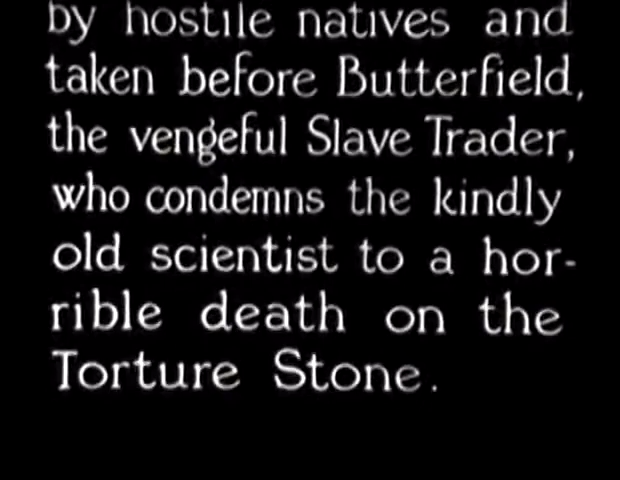 by hostile natives and
taken before Butterfield,
the vengeful Slave Trader,
who condemns the kindly
old scientist to a hor-
rible death on the
Torture Stone.